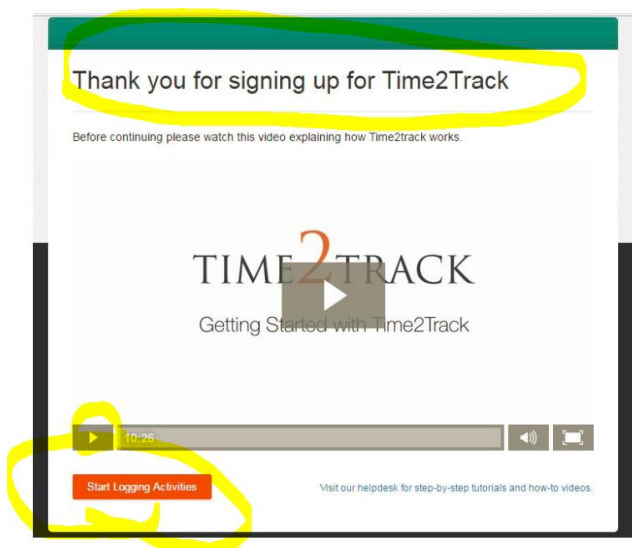 Thank you for signing up for Time2Track
Before continuing please watch this video explaining how Time2track works.
TIME2TRACK
Getting Started with Time2Track
10:26
Start Logging Activities
Visit our helpdesk for step-by-step tutorials and how-to videos.